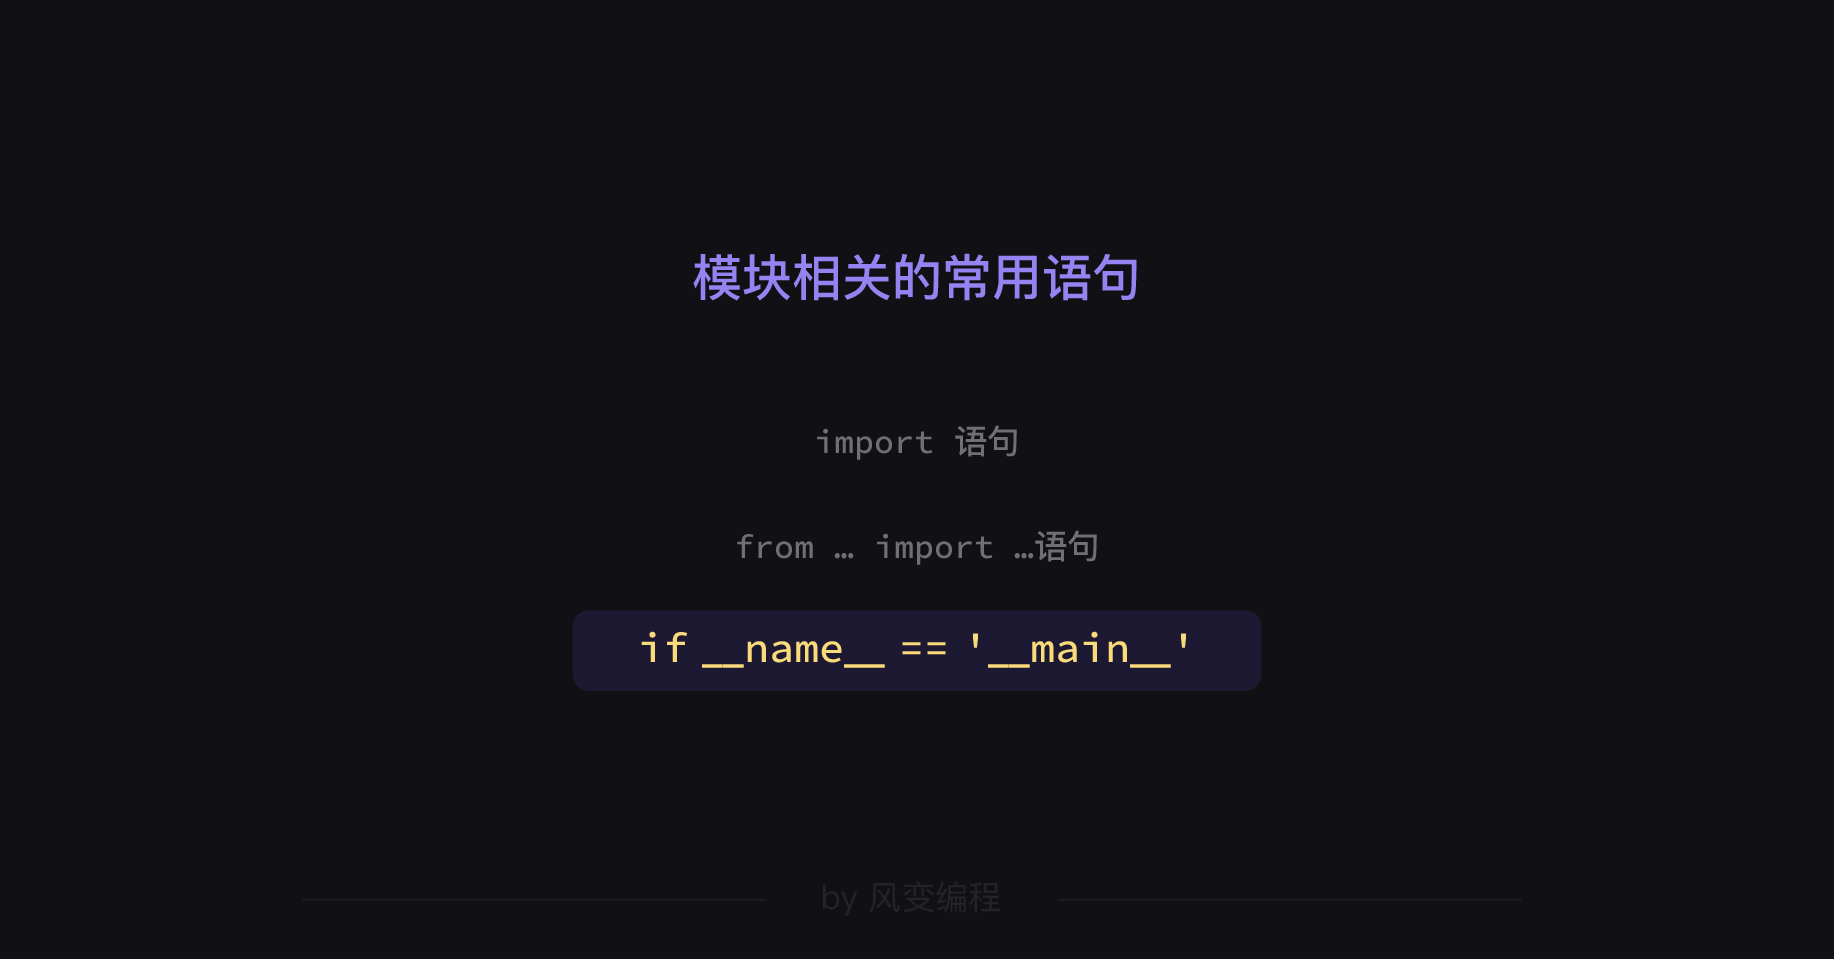 模块相关的常用语句
import 语句
from … import …语句
if __name__ == '__main__'
by 风变编程